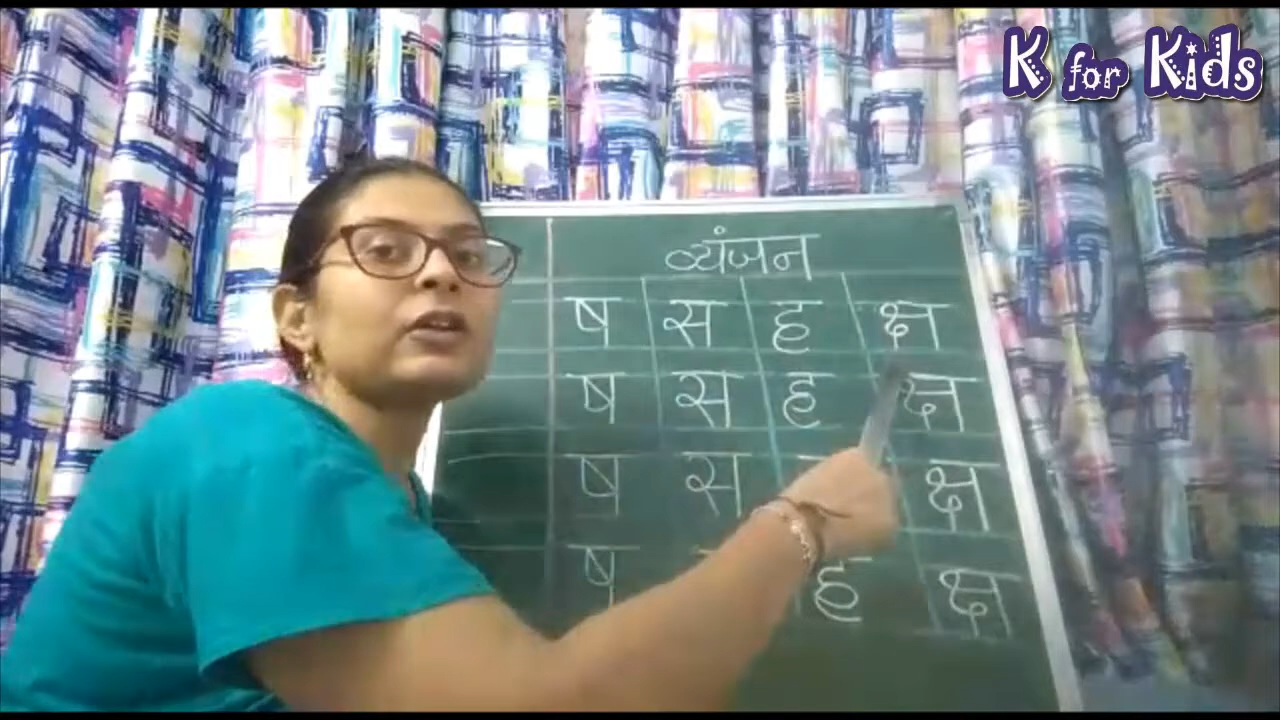 K for Kids
व्यंजन
ष स ह क्ष
ष स ह क्ष
ष स क्ष
ष ह क्ष